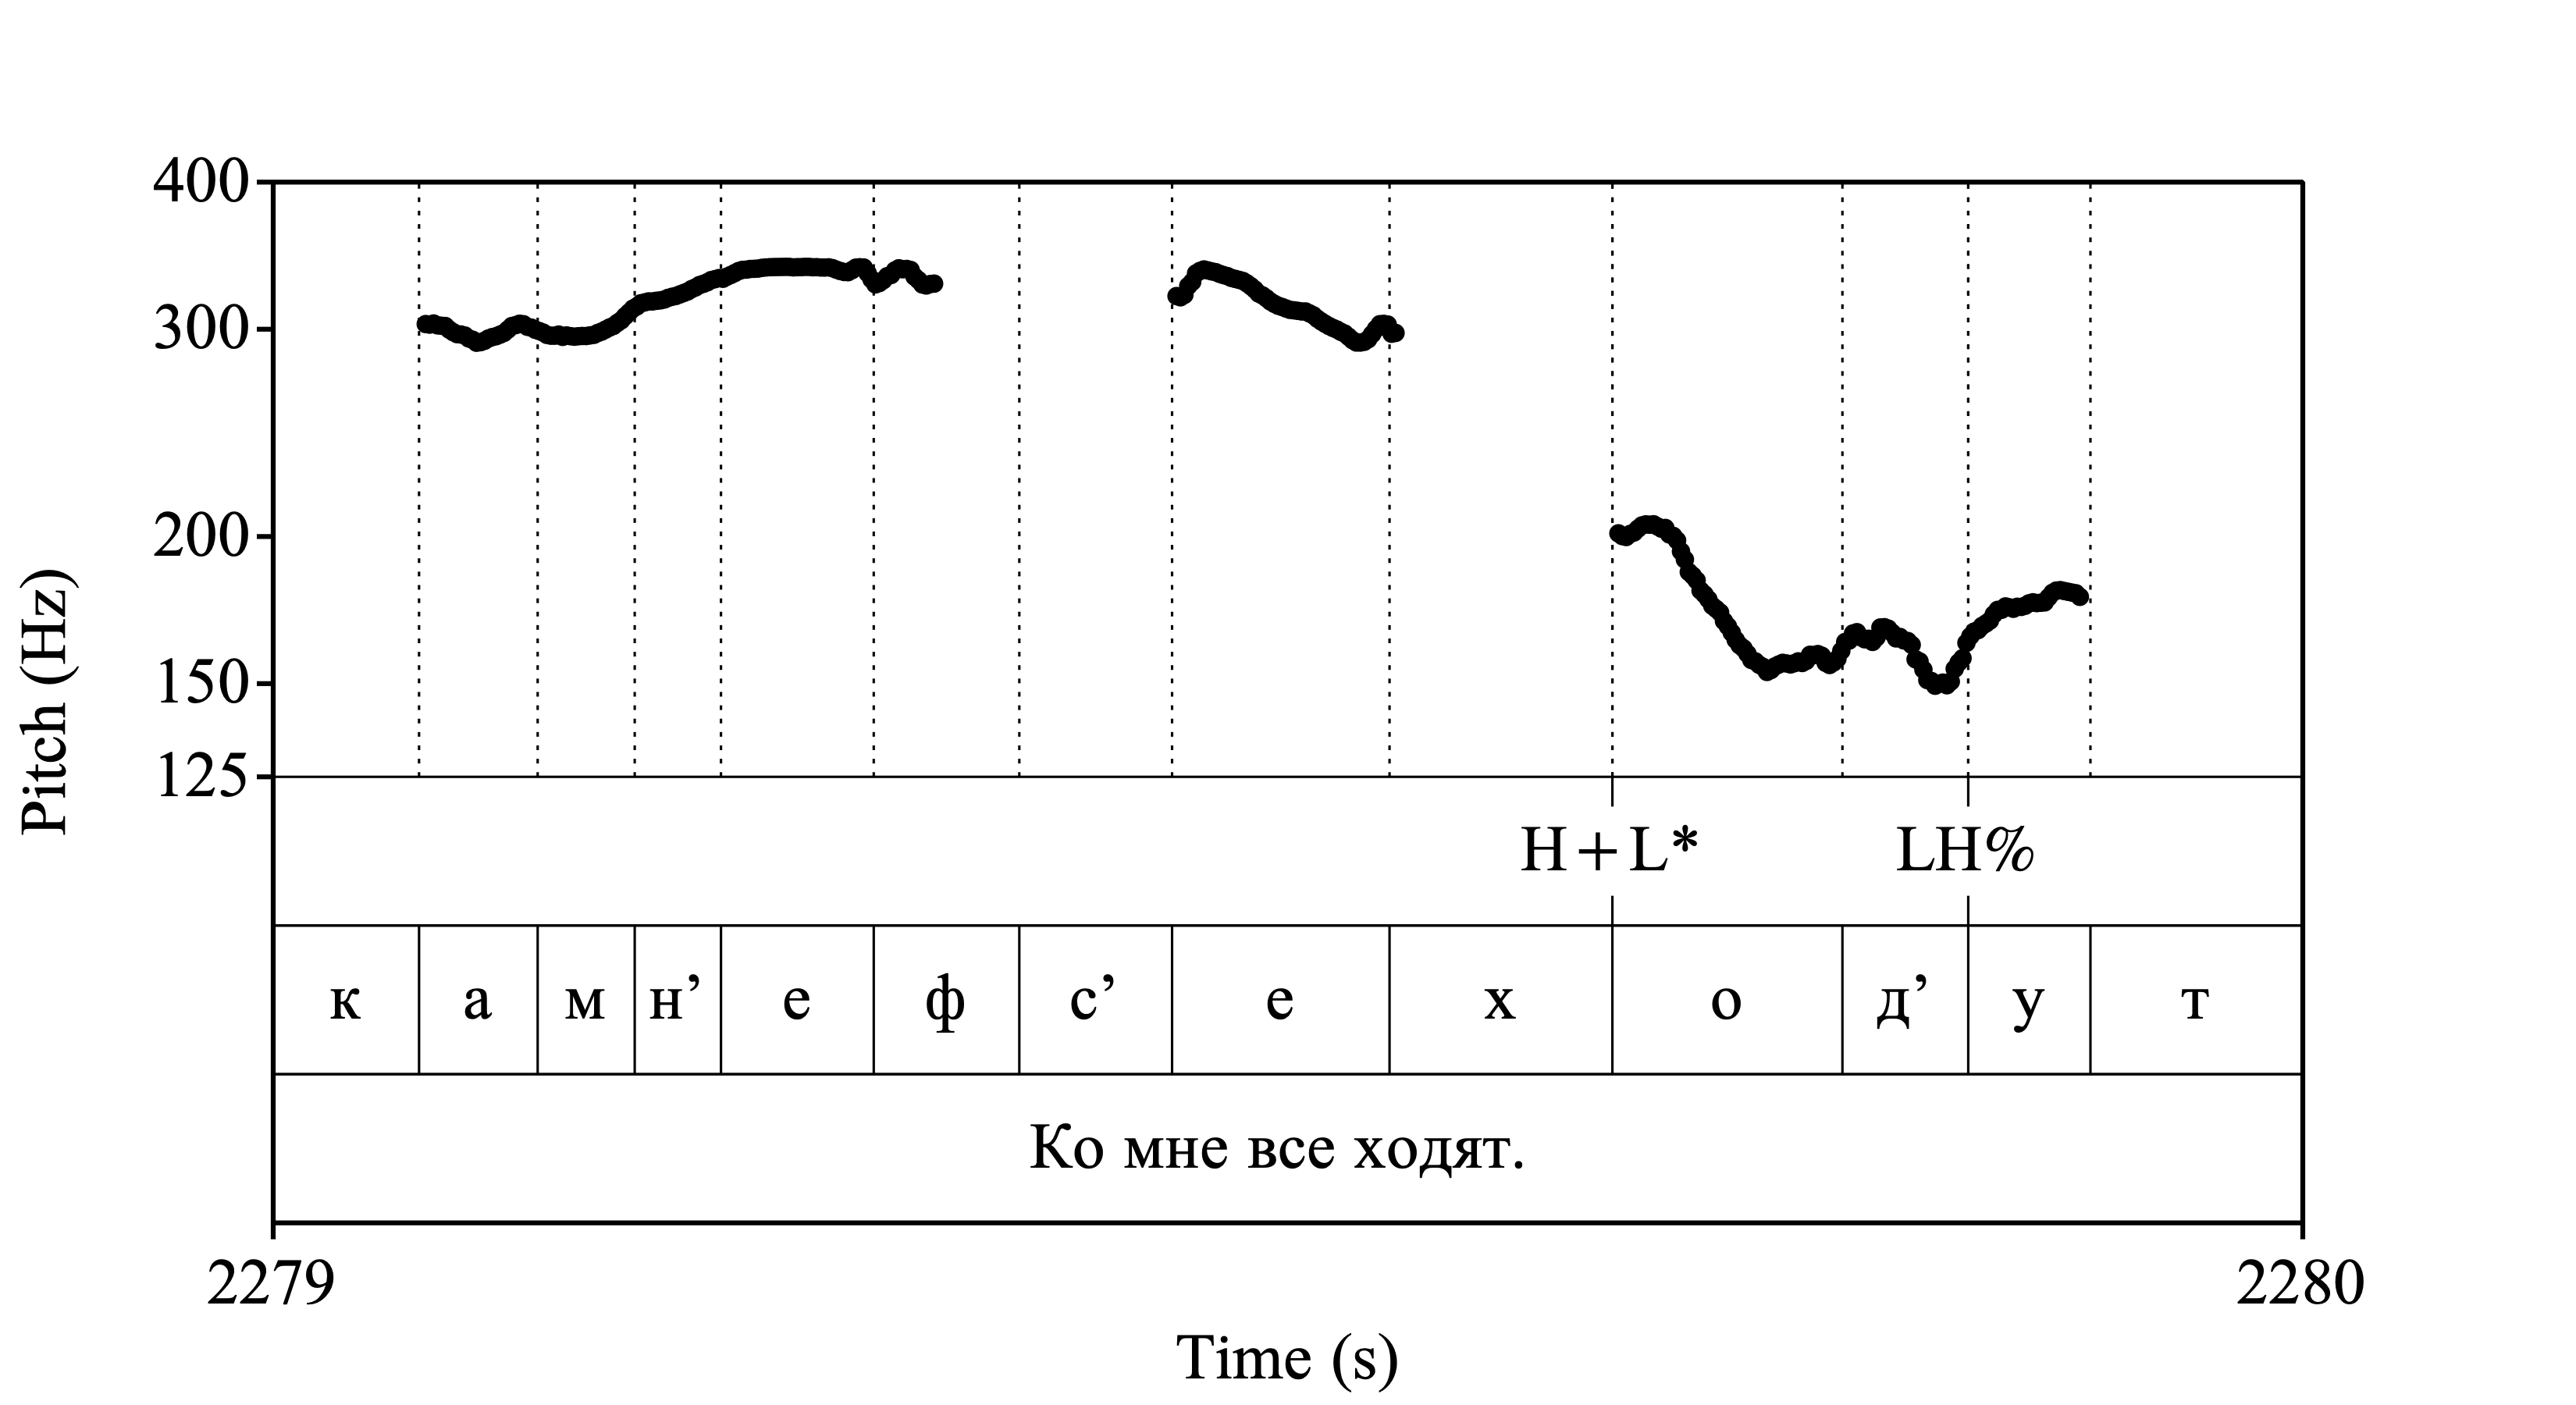 400
300
200
150
125
Pitch (Hz)
H+L* LH%
к а м н’ е ф с’ е х о д’ у т
Ко мне все ходят.
2279 2280
Time (s)